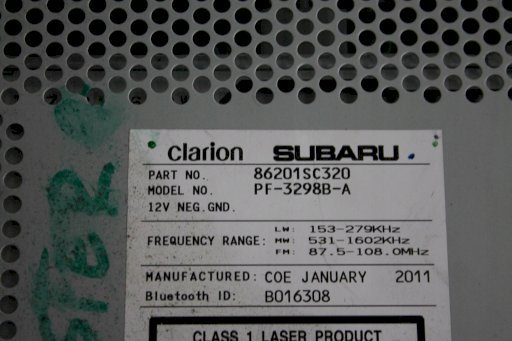 clarion SUBARU
PART NO. 86201SC320
MODEL NO. PF-3298B-A
12V NEG.GND.
LW: 153-279KHz
FREQUENCY RANGE: MW: 531-1602KHz
FM: 87.5-108.0MHz
MANUFACTURED: COE JANUARY 2011
Bluetooth ID: B016308
CLASS 1 LASER PRODUCT